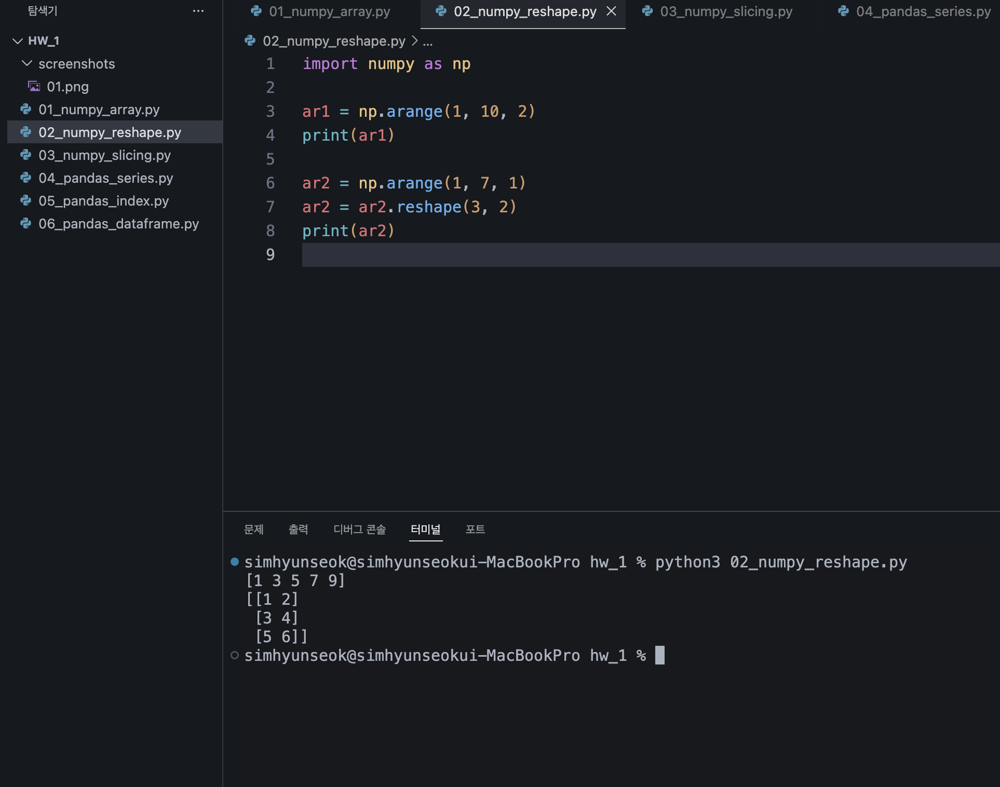 탐색기 ...
HW_1
screenshots
01.png
01_numpy_array.py
02_numpy_reshape.py
03_numpy_slicing.py
04_pandas_series.py
05_pandas_index.py
06_pandas_dataframe.py
01_numpy_array.py 02_numpy_reshape.py 03_numpy_slicing.py 04_pandas_series.py
02_numpy_reshape.py > ...
1 import numpy as np
2
3 ar1 = np.arange(1, 10, 2)
4 print(ar1)
5
6 ar2 = np.arange(1, 7, 1)
7 ar2 = ar2.reshape(3, 2)
8 print(ar2)
9
문제 출력 디버그 콘솔 터미널 포트
simhyunseok@simhyunseokui-MacBookPro hw_1 % python3 02_numpy_reshape.py
[1 3 5 7 9]
[[1 2]
 [3 4]
 [5 6]]
simhyunseok@simhyunseokui-MacBookPro hw_1 %